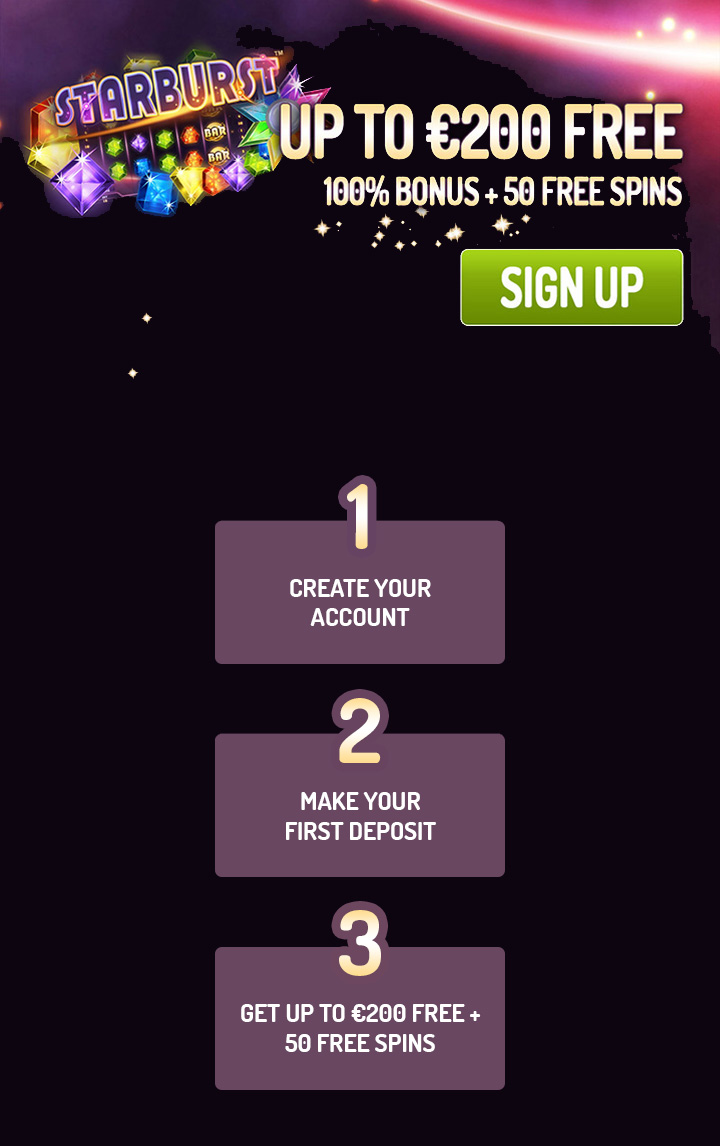 STARBURST™
UP TO €200 FREE
BAR
100% BONUS + 50 FREE SPINS
BAR
SIGN UP
1
CREATE YOUR
ACCOUNT
2
MAKE YOUR
FIRST DEPOSIT
3
GET UP TO €200 FREE +
50 FREE SPINS